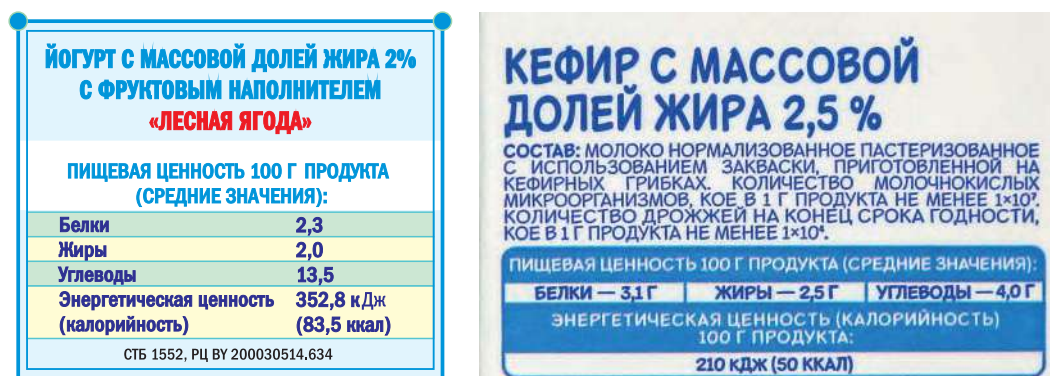 ЙОГУРТ С МАССОВОЙ ДОЛЕЙ ЖИРА 2%
С ФРУКТОВЫМ НАПОЛНИТЕЛЕМ
«ЛЕСНАЯ ЯГОДА»
ПИЩЕВАЯ ЦЕННОСТЬ 100 Г ПРОДУКТА
(СРЕДНИЕ ЗНАЧЕНИЯ):
Белки 2,3
Жиры 2,0
Углеводы 13,5
Энергетическая ценность 352,8 кДж
(калорийность) (83,5 ккал)
СТБ 1552, РЦ BY 200030514.634
КЕФИР С МАССОВОЙ
ДОЛЕЙ ЖИРА 2,5 %
СОСТАВ: МОЛОКО НОРМАЛИЗОВАННОЕ ПАСТЕРИЗОВАННОЕ
С ИСПОЛЬЗОВАНИЕМ ЗАКВАСКИ, ПРИГОТОВЛЕННОЙ НА
КЕФИРНЫХ ГРИБКАХ. КОЛИЧЕСТВО МОЛОЧНОКИСЛЫХ
МИКРООРГАНИЗМОВ, КОЕ В 1 Г ПРОДУКТА НЕ МЕНЕЕ 1×10⁷.
КОЛИЧЕСТВО ДРОЖЖЕЙ НА КОНЕЦ СРОКА ГОДНОСТИ,
КОЕ В 1 Г ПРОДУКТА НЕ МЕНЕЕ 1×10⁴.
ПИЩЕВАЯ ЦЕННОСТЬ 100 Г ПРОДУКТА (СРЕДНИЕ ЗНАЧЕНИЯ):
БЕЛКИ — 3,1 Г ЖИРЫ — 2,5 Г УГЛЕВОДЫ — 4,0 Г
ЭНЕРГЕТИЧЕСКАЯ ЦЕННОСТЬ (КАЛОРИЙНОСТЬ)
100 Г ПРОДУКТА:
210 КДЖ (50 ККАЛ)